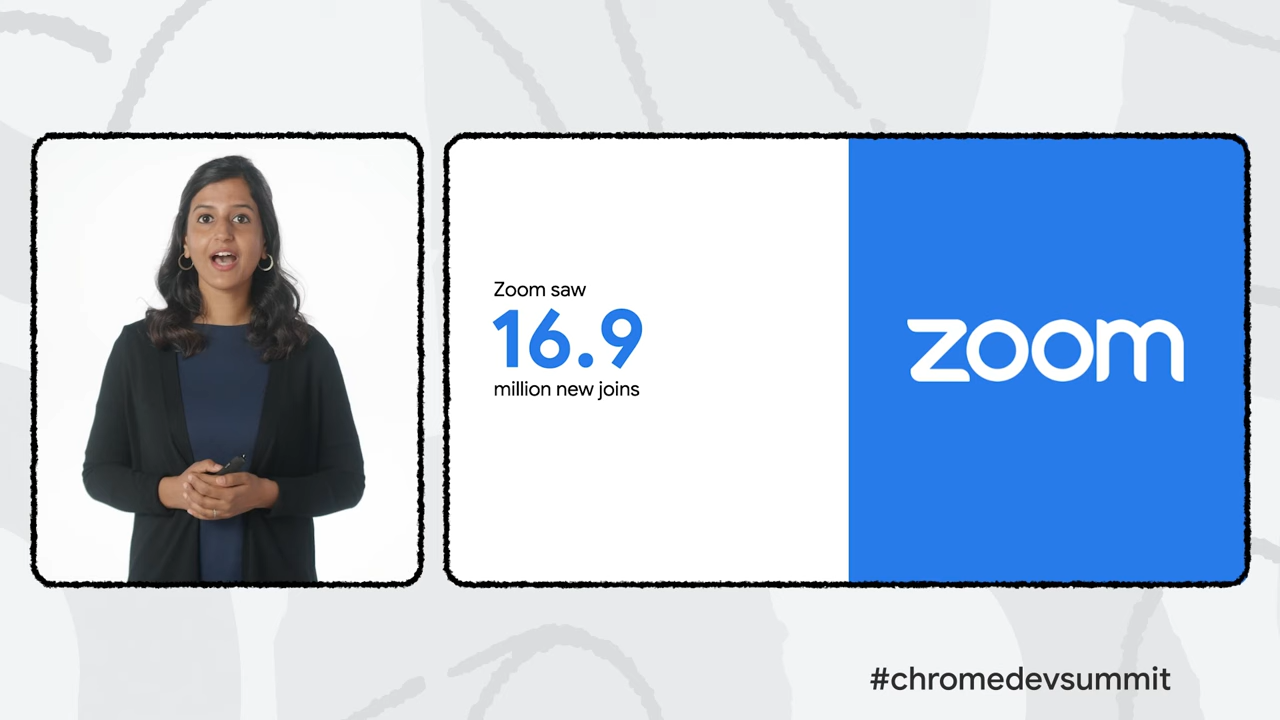 Zoom saw
16.9
million new joins
zoom
#chromedevsummit